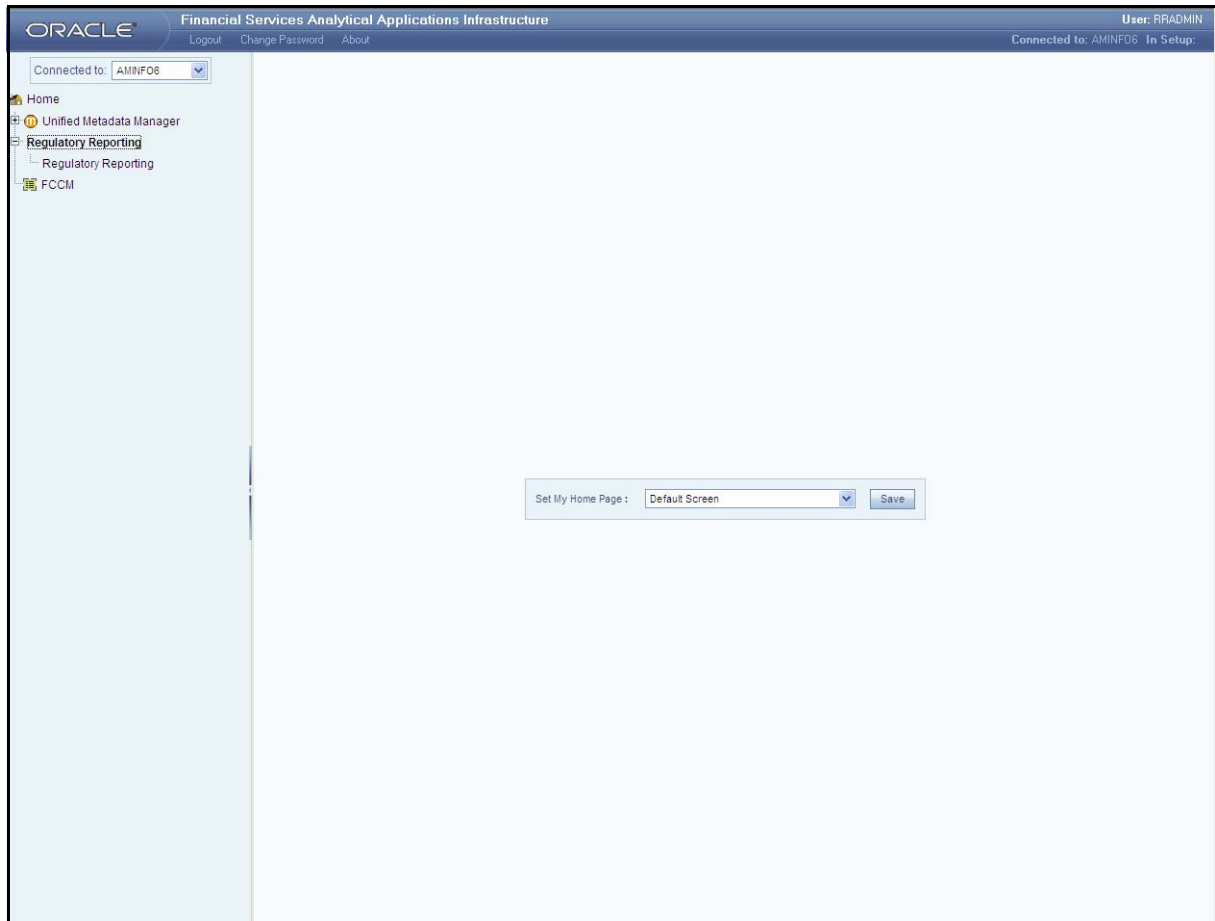 ORACLE®
Financial Services Analytical Applications Infrastructure
User: RRADMIN
Logout Change Password About
Connected to: AMINFO6 In Setup:
Connected to: AMINFO6
Home
Unified Metadata Manager
Regulatory Reporting
Regulatory Reporting
FCCM
Set My Home Page : Default Screen Save